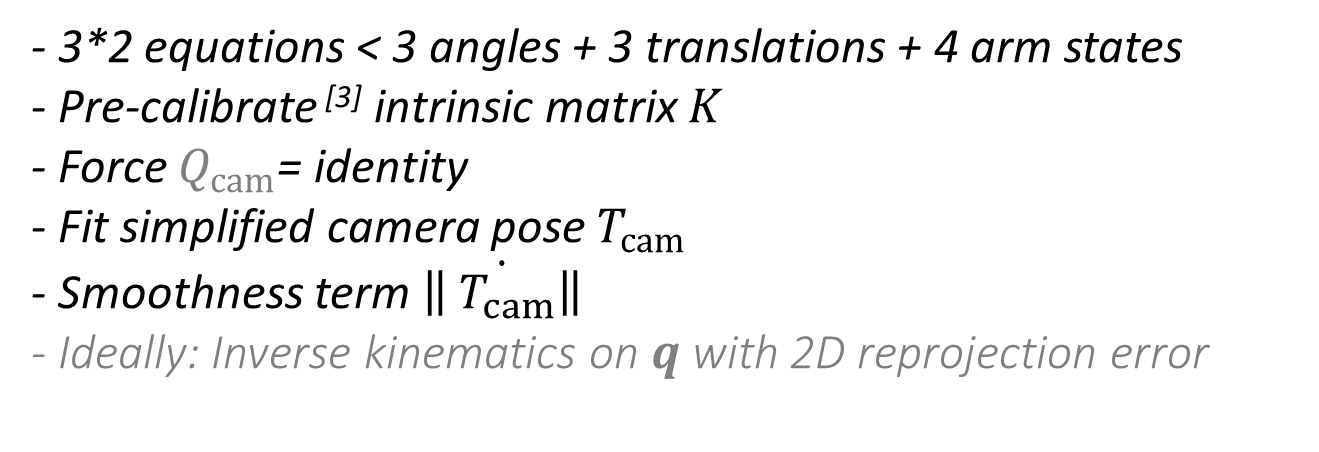 - 3*2 equations < 3 angles + 3 translations + 4 arm states
- Pre-calibrate [3] intrinsic matrix K
- Force Qcam = identity
- Fit simplified camera pose Tcam
- Smoothness term ‖ Ṫcam‖
- Ideally: Inverse kinematics on q with 2D reprojection error